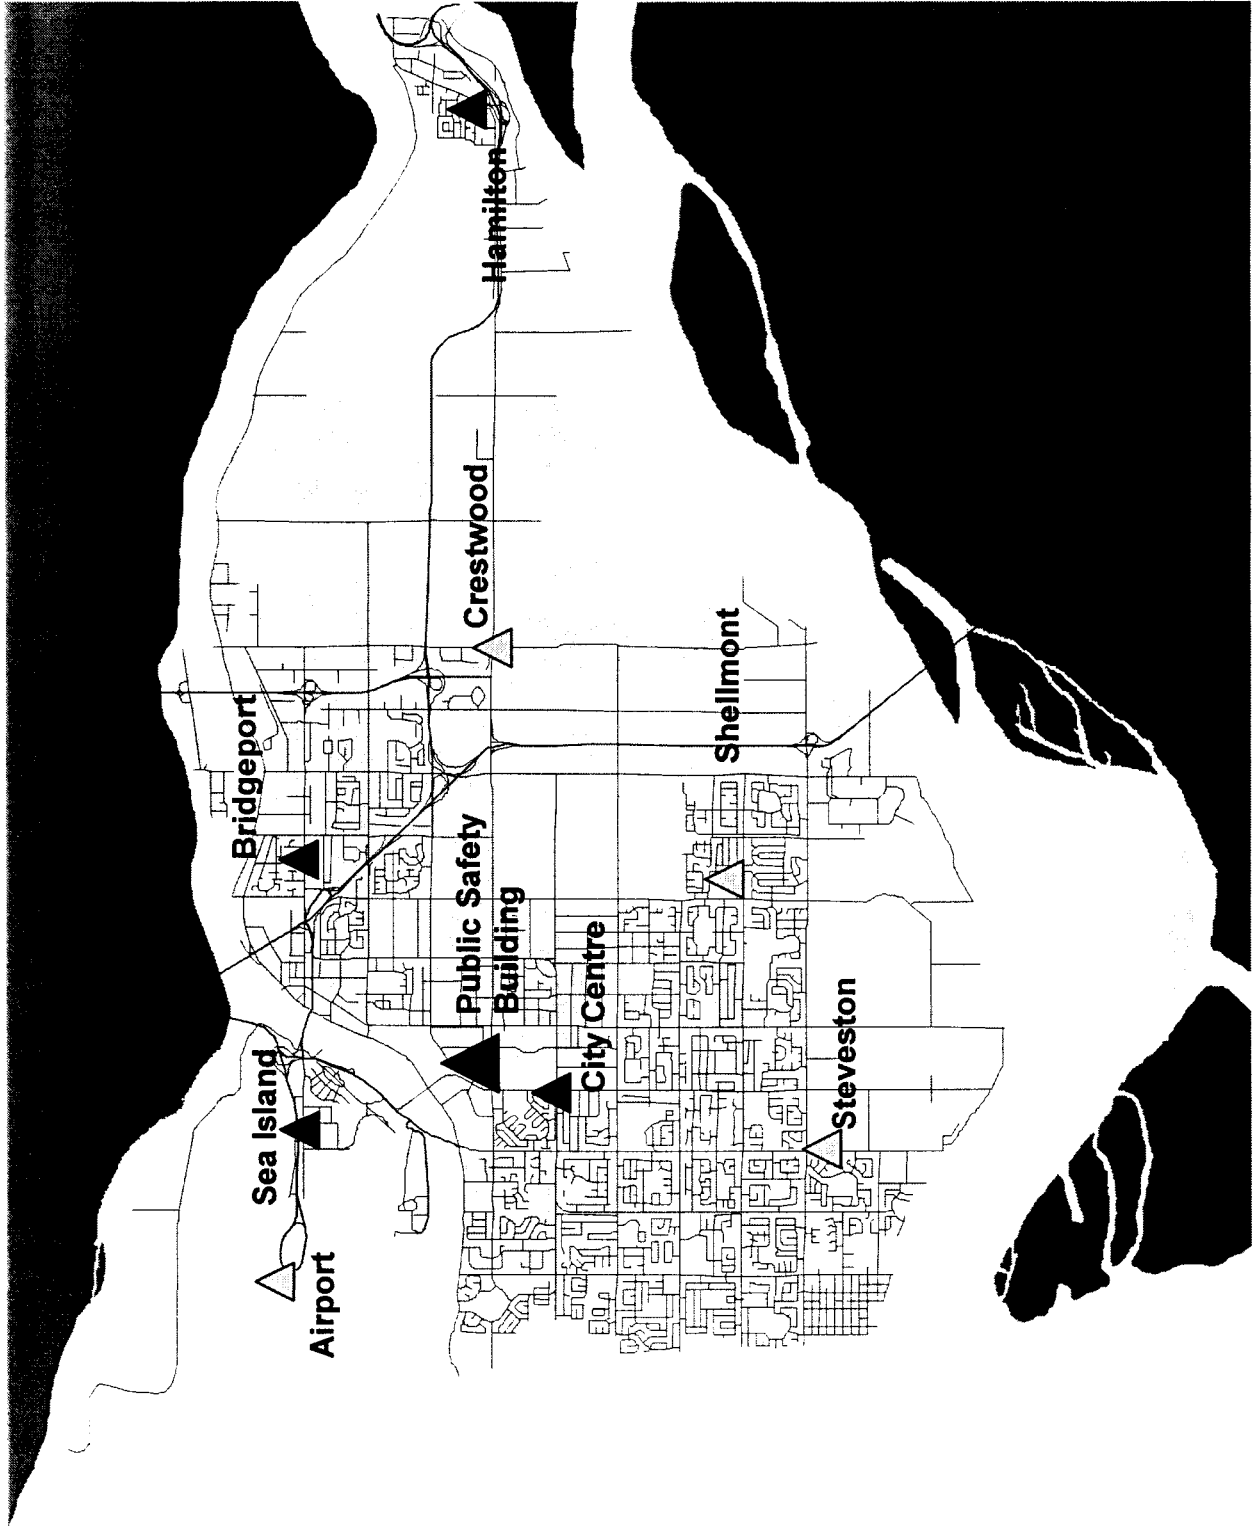 Hamilton
Crestwood
Shellmont
Bridgeport
Public Safety
Building
City Centre
Steveston
Sea Island
Airport